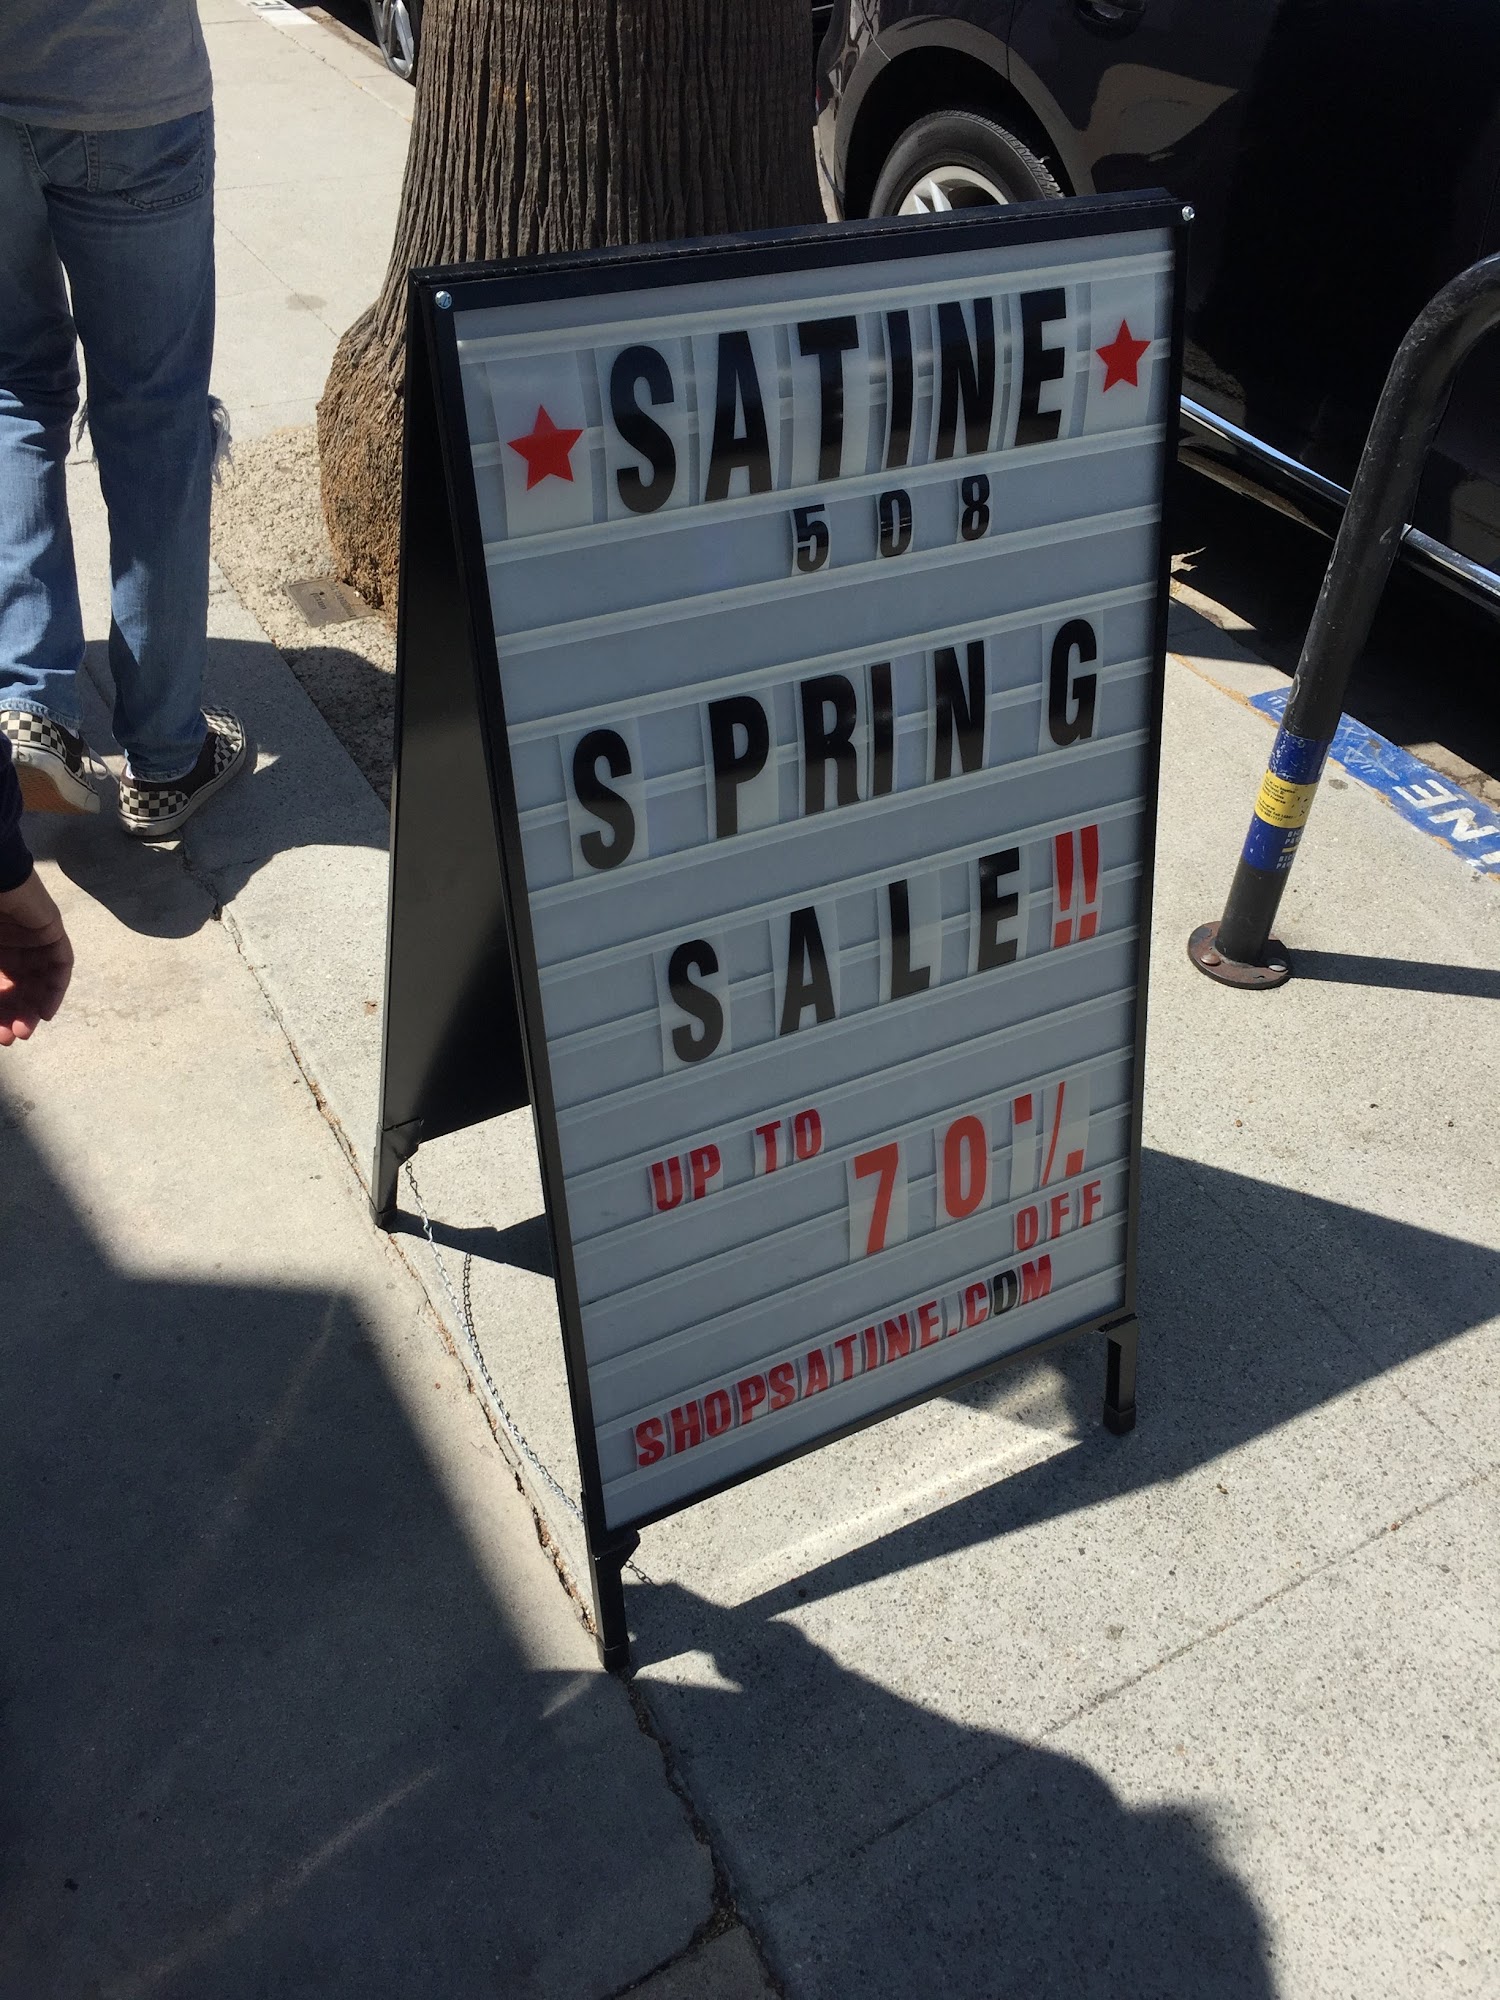 ★ SATINE ★
508
SPRING
SALE!!
UP TO 70%
OFF
SHOPSATINE.COM